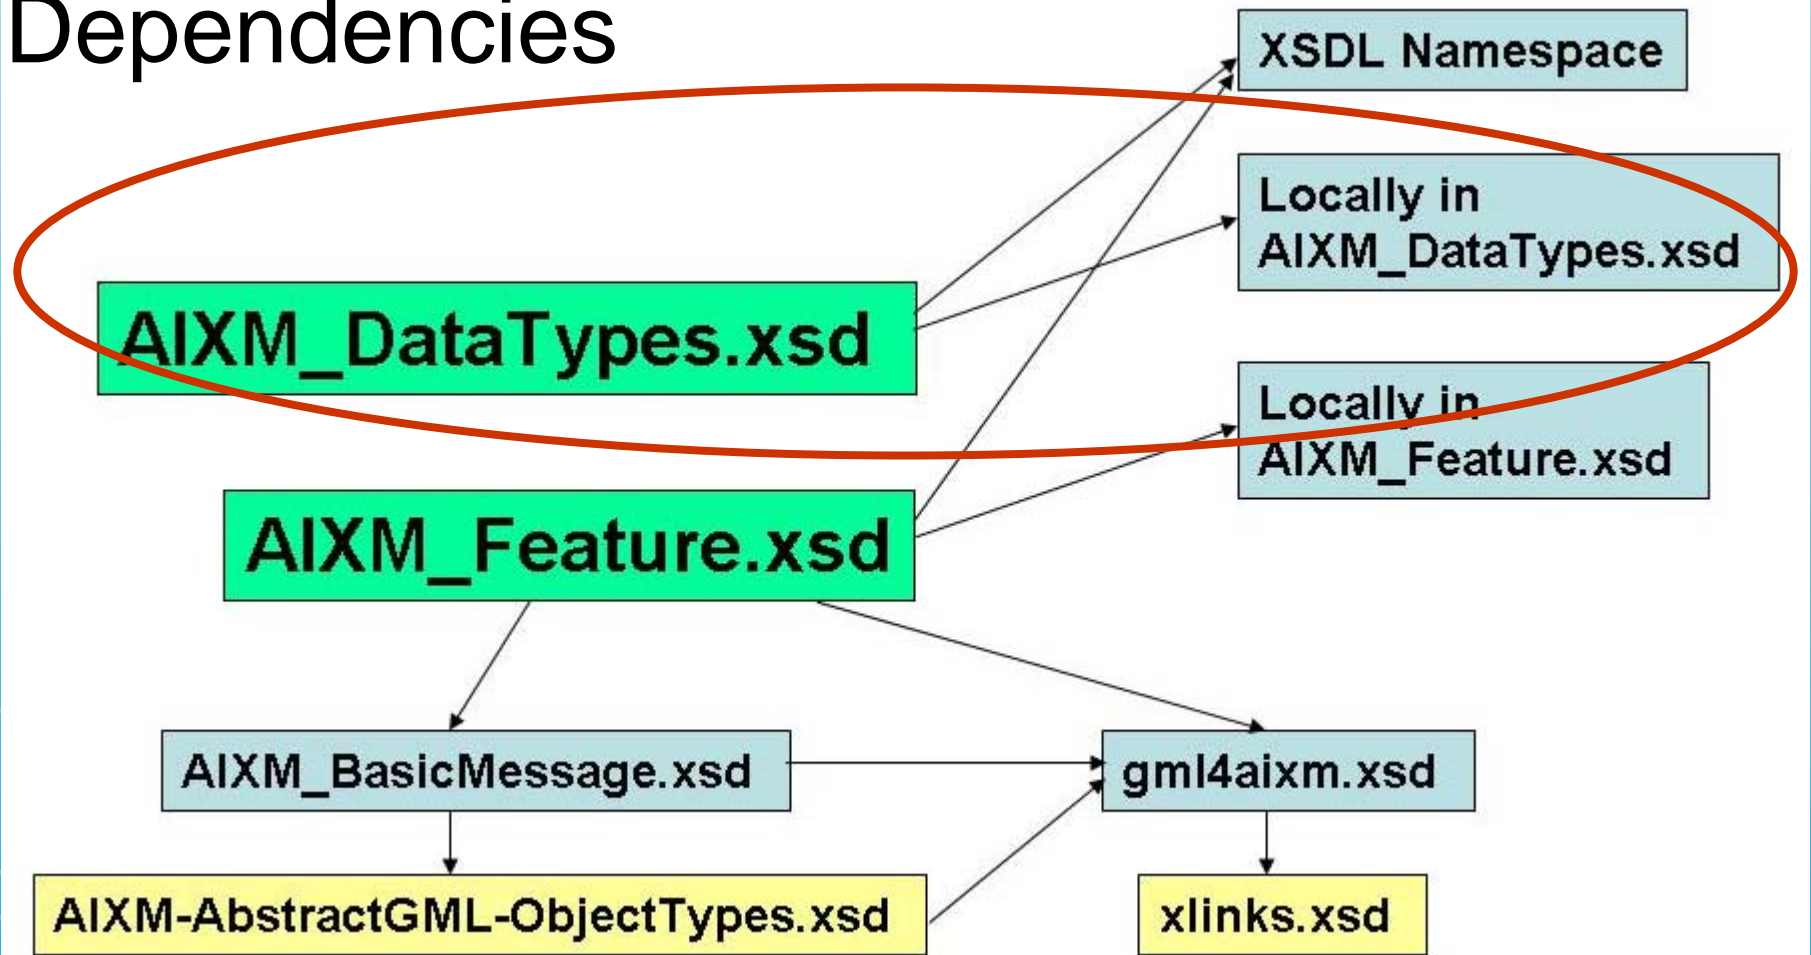 Dependencies
XSDL Namespace
Locally in
AIXM_DataTypes.xsd
AIXM_DataTypes.xsd
Locally in
AIXM_Feature.xsd
AIXM_Feature.xsd
AIXM_BasicMessage.xsd
gml4aixm.xsd
AIXM-AbstractGML-ObjectTypes.xsd
xlinks.xsd